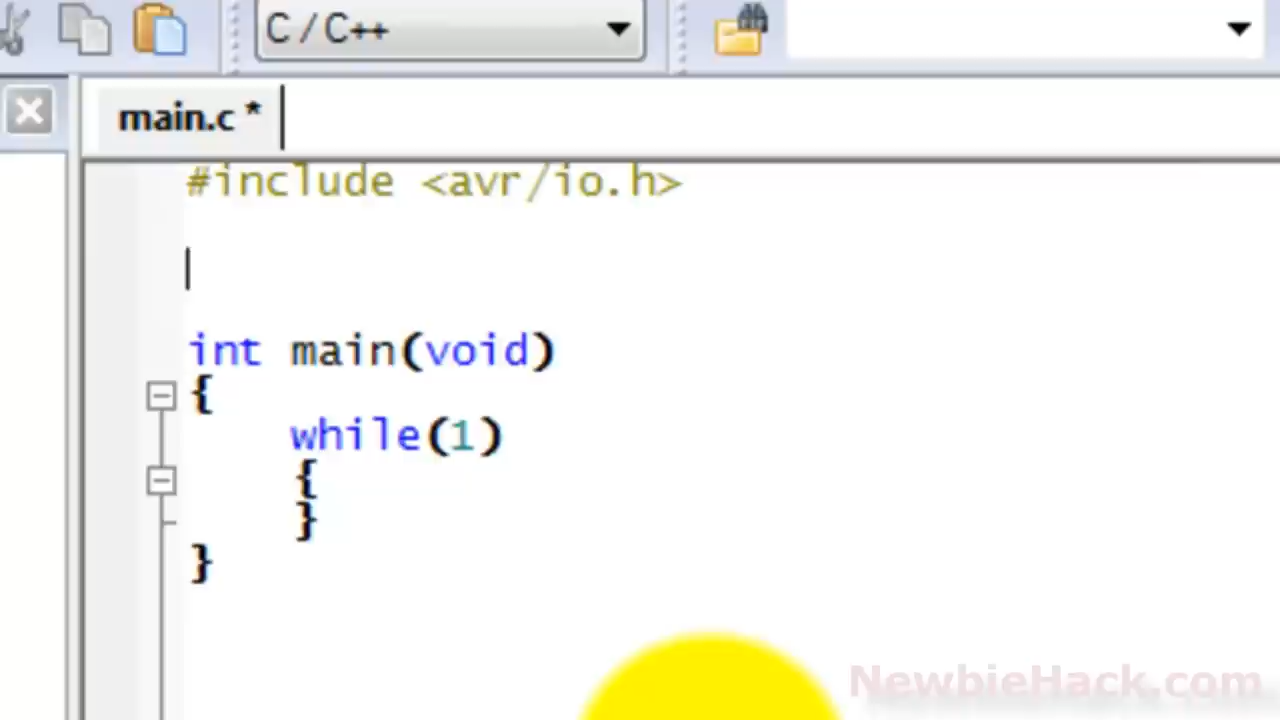 C/C++
main.c *
#include <avr/io.h>
int main(void)
{
    while(1)
    {
    }
}
NewbieHack.com